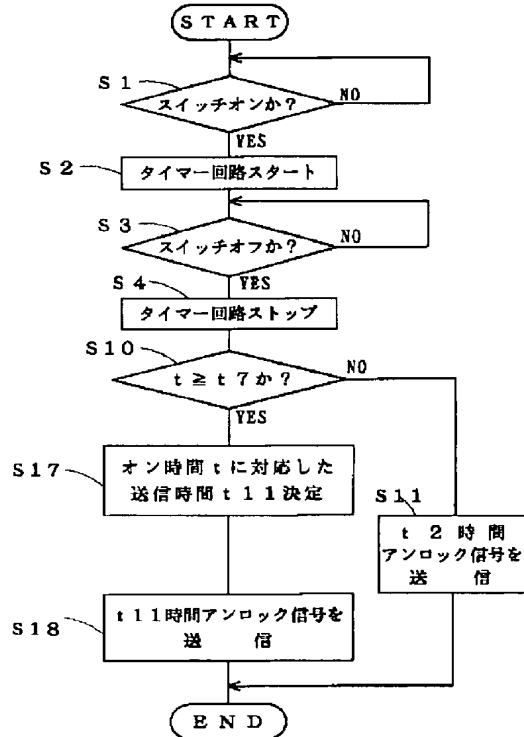 START
S1
スイッチオンか?
NO
YES
S2
タイマー回路スタート
S3
スイッチオフか?
NO
YES
S4
タイマー回路ストップ
S10
t≧t7か?
NO
YES
S17
オン時間tに対応した
送信時間t11決定
S11
t2時間
アンロック信号を
送信
S18
t11時間アンロック信号を
送信
END